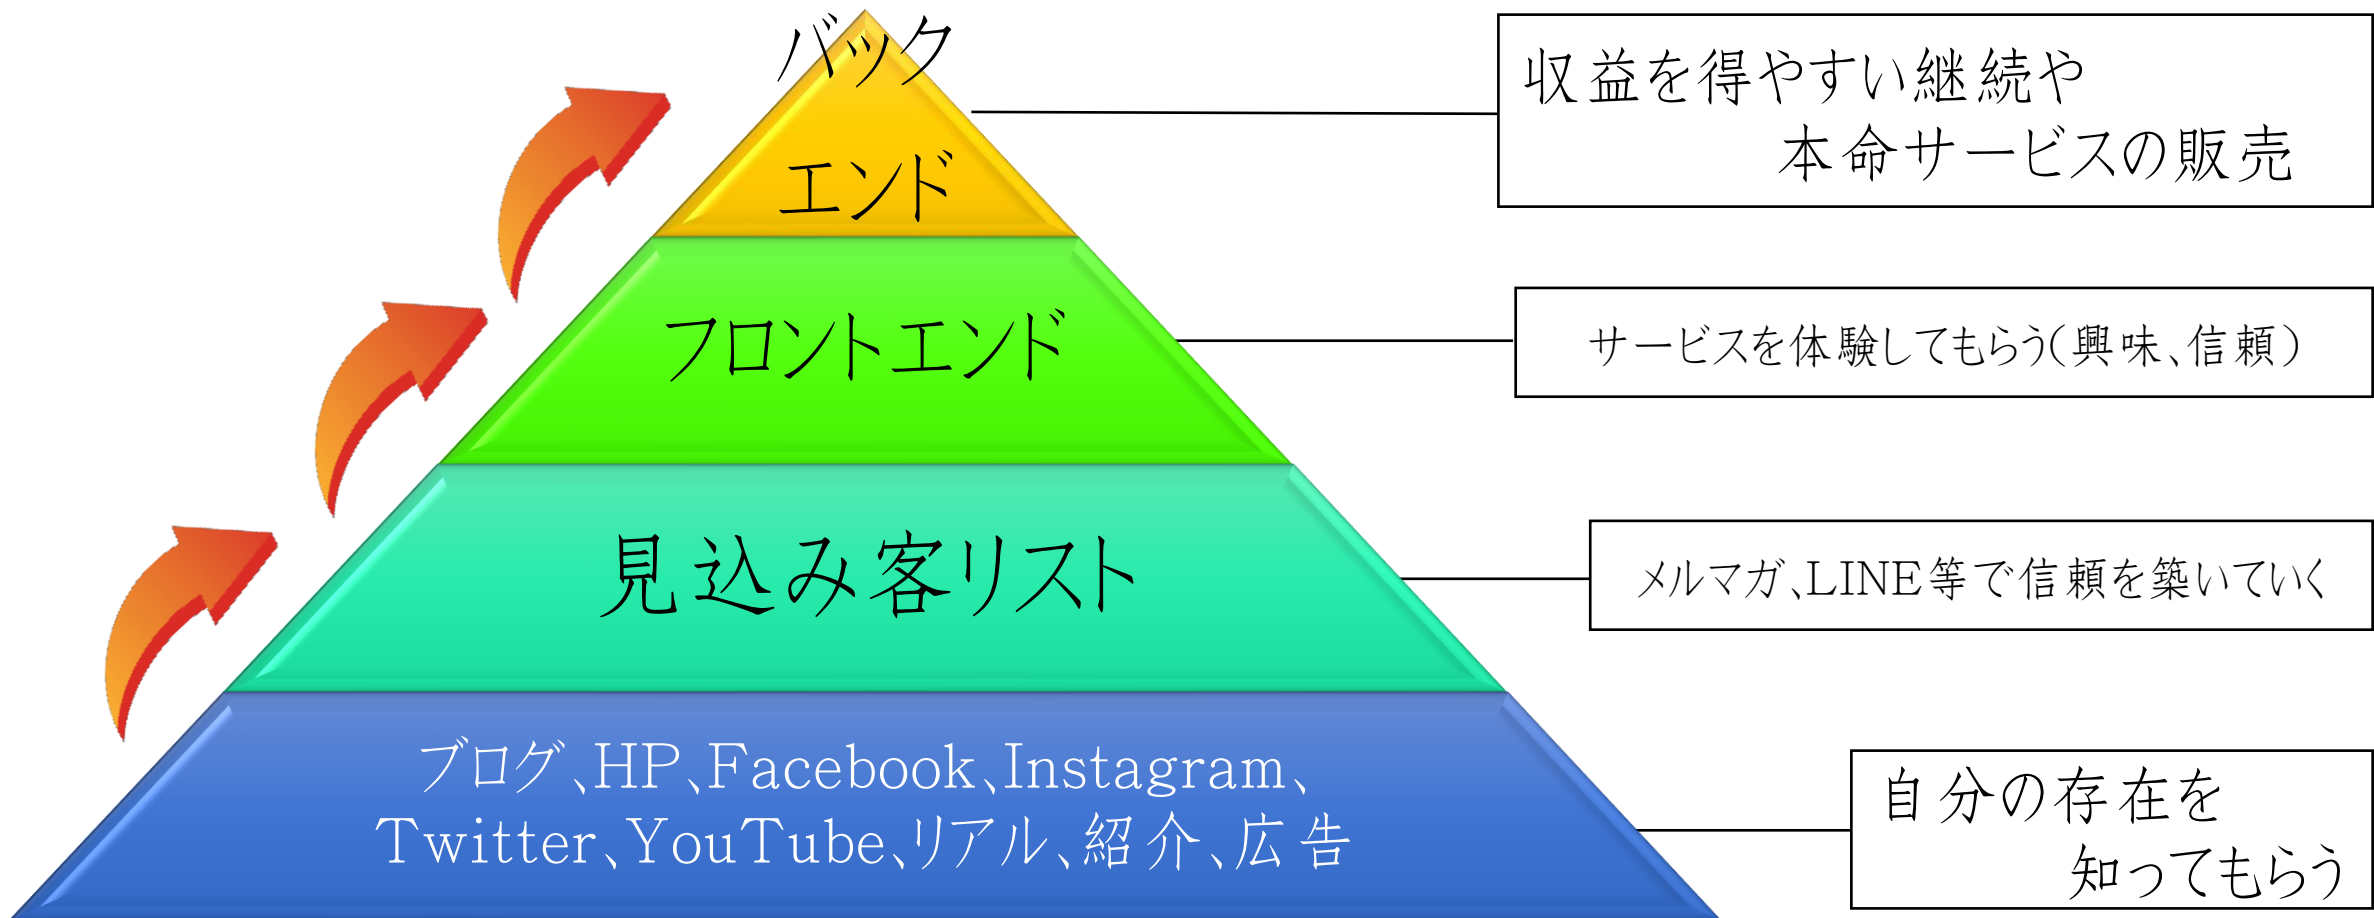 バック
エンド
収益を得やすい継続や
本命サービスの販売
フロントエンド
サービスを体験してもらう(興味、信頼)
見込み客リスト
メルマガ、LINE等で信頼を築いていく
ブログ、HP、Facebook、Instagram、
Twitter、YouTube、リアル、紹介、広告
自分の存在を
知ってもらう